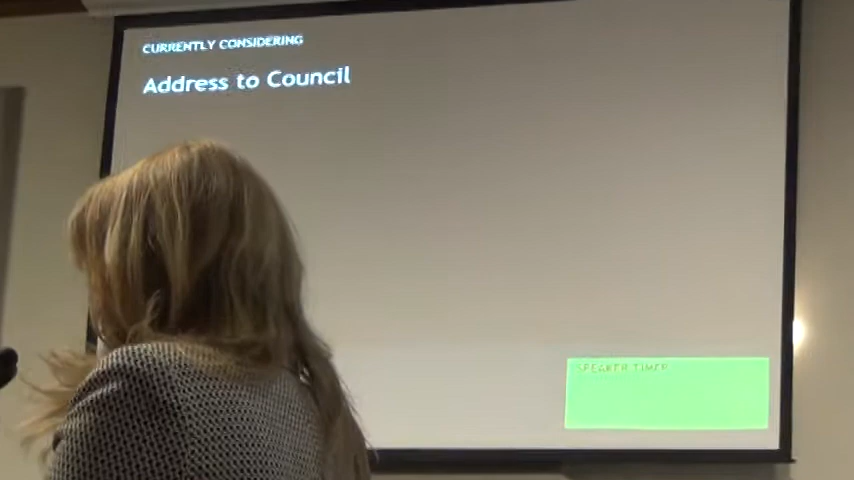 CURRENTLY CONSIDERING
Address to Council
SPEAKER TIMER